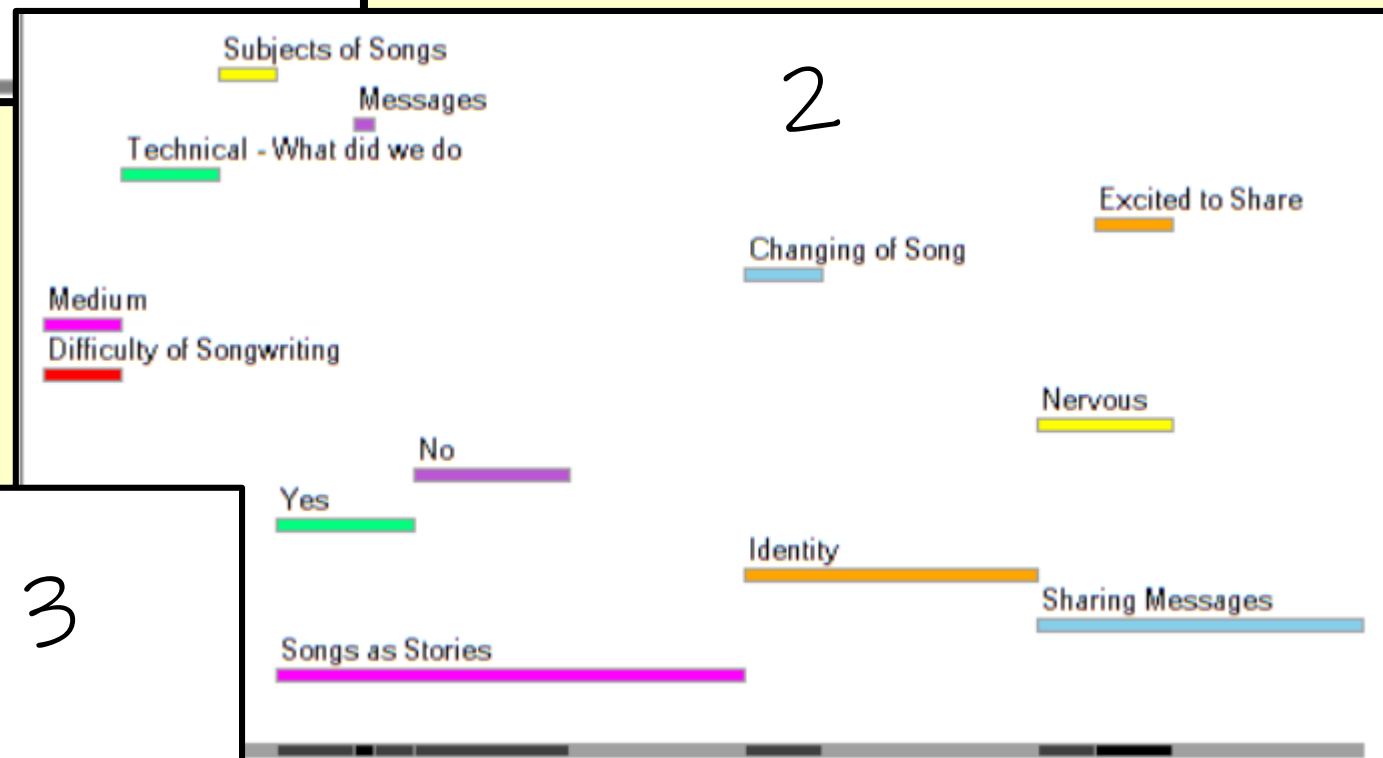 Subjects of Songs
2
Messages
Technical - What did we do
Excited to Share
Changing of Song
Medium
Difficulty of Songwriting
Nervous
No
Yes
Identity
3
Sharing Messages
Songs as Stories